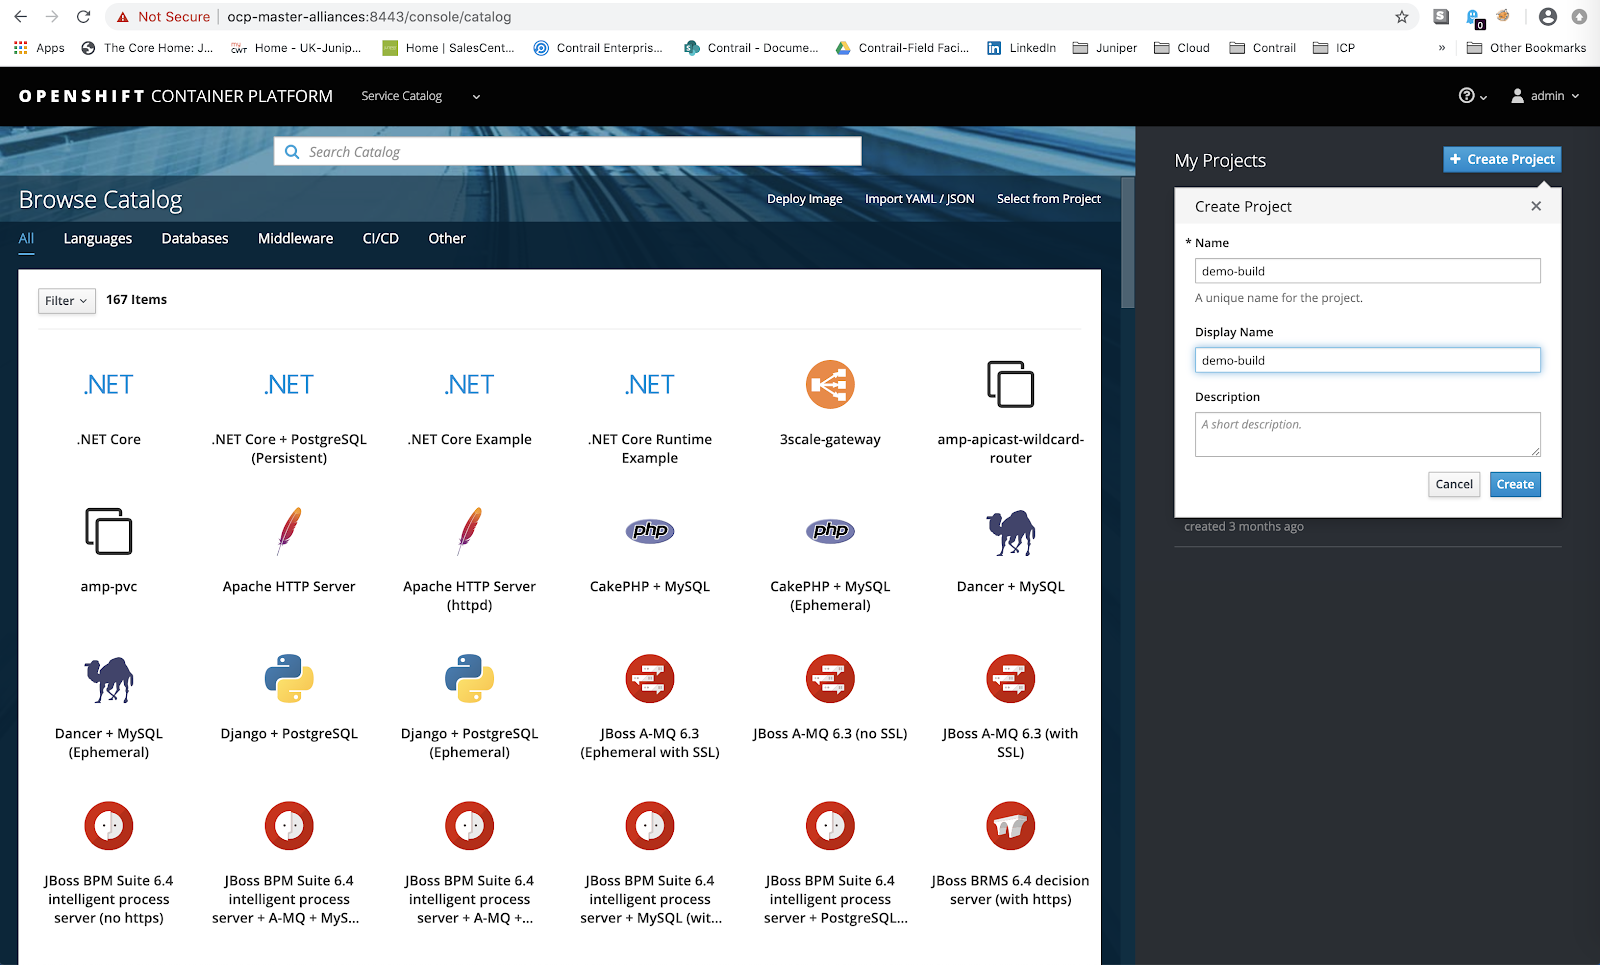 Not Secure | ocp-master-alliances:8443/console/catalog
0
Apps The Core Home: J... my CWT Home - UK-Junip... Home | SalesCent... Contrail Enterpris... Contrail - Docume... Contrail-Field Faci... LinkedIn Juniper Cloud Contrail ICP » Other Bookmarks
OPENSHIFT CONTAINER PLATFORM Service Catalog admin
Search Catalog
My Projects + Create Project
Browse Catalog Deploy Image Import YAML / JSON Select from Project
All Languages Databases Middleware CI/CD Other
Filter 167 Items
Create Project ×
* Name
demo-build
A unique name for the project.
Display Name
demo-build
Description
A short description.
Cancel Create
created 3 months ago
.NET .NET .NET .NET
.NET Core
.NET Core + PostgreSQL
(Persistent)
.NET Core Example
.NET Core Runtime
Example
3scale-gateway
amp-apicast-wildcard-
router
php php
amp-pvc
Apache HTTP Server
Apache HTTP Server
(httpd)
CakePHP + MySQL
CakePHP + MySQL
(Ephemeral)
Dancer + MySQL
Dancer + MySQL
(Ephemeral)
Django + PostgreSQL
Django + PostgreSQL
(Ephemeral)
JBoss A-MQ 6.3
(Ephemeral with SSL)
JBoss A-MQ 6.3 (no SSL)
JBoss A-MQ 6.3 (with
SSL)
JBoss BPM Suite 6.4
intelligent process
server (no https)
JBoss BPM Suite 6.4
intelligent process
server + A-MQ + MyS...
JBoss BPM Suite 6.4
intelligent process
server + A-MQ +...
JBoss BPM Suite 6.4
intelligent process
server + MySQL (wit...
JBoss BPM Suite 6.4
intelligent process
server + PostgreSQL...
JBoss BRMS 6.4 decision
server (with https)